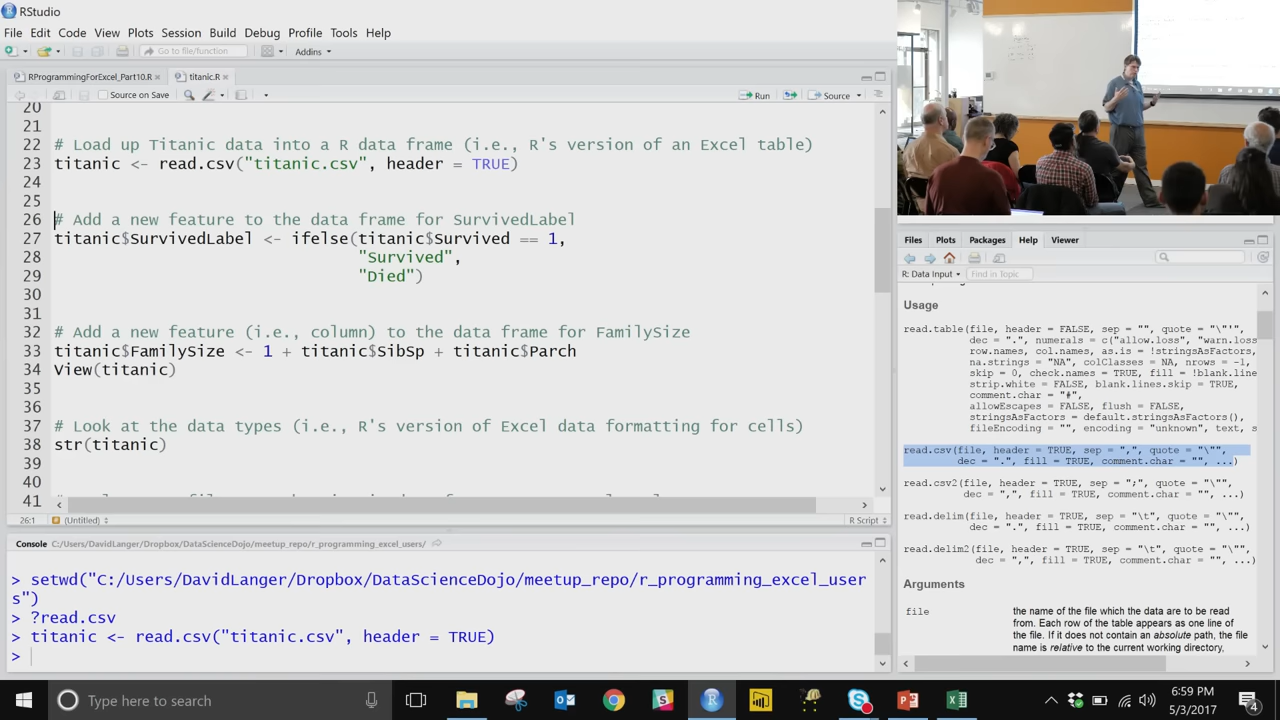 RStudio
File Edit Code View Plots Session Build Debug Profile Tools Help
Go to file/function Addins
RProgrammingForExcel_Part10.R titanic.R
Source on Save Run Source
20
21
22 # Load up Titanic data into a R data frame (i.e., R's version of an Excel table)
23 titanic <- read.csv("titanic.csv", header = TRUE)
24
25
26 # Add a new feature to the data frame for SurvivedLabel
27 titanic$SurvivedLabel <- ifelse(titanic$Survived == 1,
28 "Survived",
29 "Died")
30
31
32 # Add a new feature (i.e., column) to the data frame for FamilySize
33 titanic$FamilySize <- 1 + titanic$SibSp + titanic$Parch
34 View(titanic)
35
36
37 # Look at the data types (i.e., R's version of Excel data formatting for cells)
38 str(titanic)
39
40
41
26:1 (Untitled) R Script
Console C:/Users/DavidLanger/Dropbox/DataScienceDojo/meetup_repo/r_programming_excel_users/
> setwd("C:/Users/DavidLanger/Dropbox/DataScienceDojo/meetup_repo/r_programming_excel_user
s")
> ?read.csv
> titanic <- read.csv("titanic.csv", header = TRUE)
>
Files Plots Packages Help Viewer
R: Data Input Find in Topic
Usage
read.table(file, header = FALSE, sep = "", quote = "\"'",
dec = ".", numerals = c("allow.loss", "warn.loss
row.names, col.names, as.is = !stringsAsFactors,
na.strings = "NA", colClasses = NA, nrows = -1,
skip = 0, check.names = TRUE, fill = !blank.line
strip.white = FALSE, blank.lines.skip = TRUE,
comment.char = "#",
allowEscapes = FALSE, flush = FALSE,
stringsAsFactors = default.stringsAsFactors(),
fileEncoding = "", encoding = "unknown", text, s
read.csv(file, header = TRUE, sep = ",", quote = "\"",
dec = ".", fill = TRUE, comment.char = "", ...)
read.csv2(file, header = TRUE, sep = ";", quote = "\"",
dec = ",", fill = TRUE, comment.char = "", ...)
read.delim(file, header = TRUE, sep = "\t", quote = "\"",
dec = ".", fill = TRUE, comment.char = "", ...)
read.delim2(file, header = TRUE, sep = "\t", quote = "\"",
dec = ",", fill = TRUE, comment.char = "", ...)
Arguments
file the name of the file which the data are to be read
from. Each row of the table appears as one line of
the file. If it does not contain an absolute path, the file
name is relative to the current working directory,
Type here to search
6:59 PM
5/3/2017
4